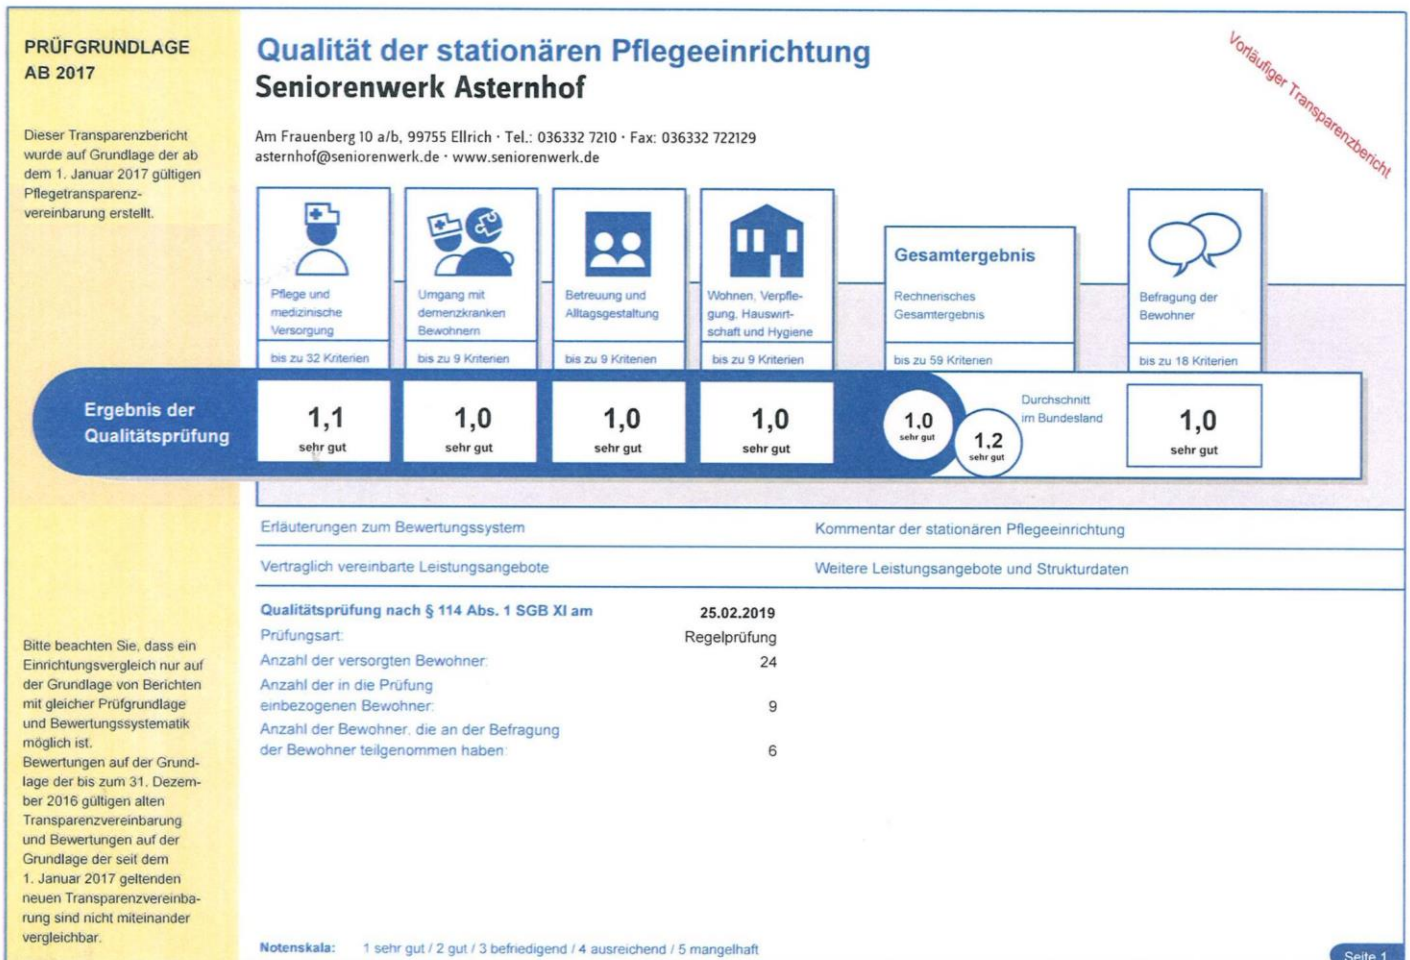 PRÜFGRUNDLAGE
AB 2017
Dieser Transparenzbericht
wurde auf Grundlage der ab
dem 1. Januar 2017 gültigen
Pflegetransparenz-
vereinbarung erstellt.
Qualität der stationären Pflegeeinrichtung
Seniorenwerk Asternhof
Am Frauenberg 10 a/b, 99755 Ellrich · Tel.: 036332 7210 · Fax: 036332 722129
asternhof@seniorenwerk.de · www.seniorenwerk.de
Vorläufiger Transparenzbericht
Pflege und
medizinische
Versorgung
bis zu 32 Kriterien
Umgang mit
demenzkranken
Bewohnern
bis zu 9 Kriterien
Betreuung und
Alltagsgestaltung
bis zu 9 Kriterien
Wohnen, Verpfle-
gung, Hauswirt-
schaft und Hygiene
bis zu 9 Kriterien
Gesamtergebnis
Rechnerisches
Gesamtergebnis
bis zu 59 Kriterien
Befragung der
Bewohner
bis zu 18 Kriterien
Ergebnis der
Qualitätsprüfung
1,1
sehr gut
1,0
sehr gut
1,0
sehr gut
1,0
sehr gut
1,0
sehr gut
1,2
sehr gut
Durchschnitt
im Bundesland
1,0
sehr gut
Erläuterungen zum Bewertungssystem
Kommentar der stationären Pflegeeinrichtung
Vertraglich vereinbarte Leistungsangebote
Weitere Leistungsangebote und Strukturdaten
Qualitätsprüfung nach § 114 Abs. 1 SGB XI am 25.02.2019
Prüfungsart: Regelprüfung
Anzahl der versorgten Bewohner: 24
Anzahl der in die Prüfung
einbezogenen Bewohner: 9
Anzahl der Bewohner, die an der Befragung
der Bewohner teilgenommen haben: 6
Bitte beachten Sie, dass ein
Einrichtungsvergleich nur auf
der Grundlage von Berichten
mit gleicher Prüfgrundlage
und Bewertungssystematik
möglich ist.
Bewertungen auf der Grund-
lage der bis zum 31. Dezem-
ber 2016 gültigen alten
Transparenzvereinbarung
und Bewertungen auf der
Grundlage der seit dem
1. Januar 2017 geltenden
neuen Transparenzvereinba-
rung sind nicht miteinander
vergleichbar.
Notenskala: 1 sehr gut / 2 gut / 3 befriedigend / 4 ausreichend / 5 mangelhaft
Seite 1